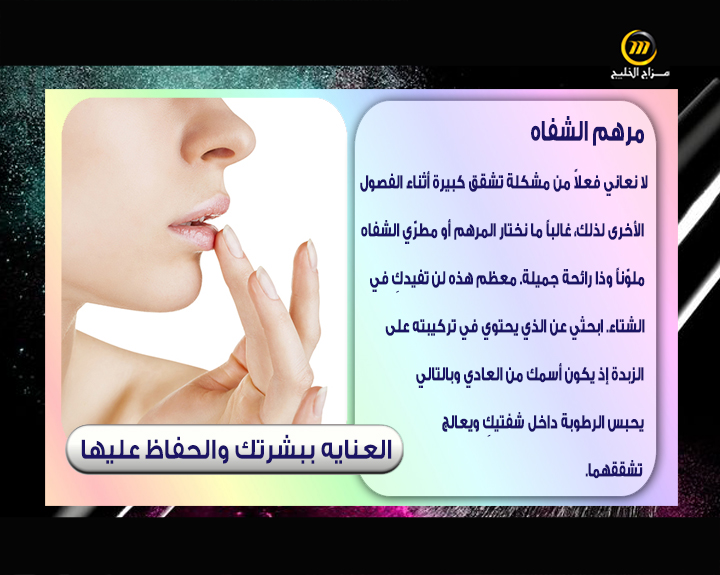 مزاج الخليج
مرهم الشفاه
لا نعاني فعلاً من مشكلة تشقق كبيرة أثناء الفصول
الأخرى لذلك، غالباً ما نختار المرهم أو مطرّي الشفاه
ملوّناً وذا رائحة جميلة. معظم هذه لن تفيدكِ في
الشتاء. ابحثي عن الذي يحتوي في تركيبته على
الزبدة إذ يكون أسمك من العادي وبالتالي
يحبس الرطوبة داخل شفتيكِ ويعالج
تشققهما.
العنايه ببشرتك والحفاظ عليها